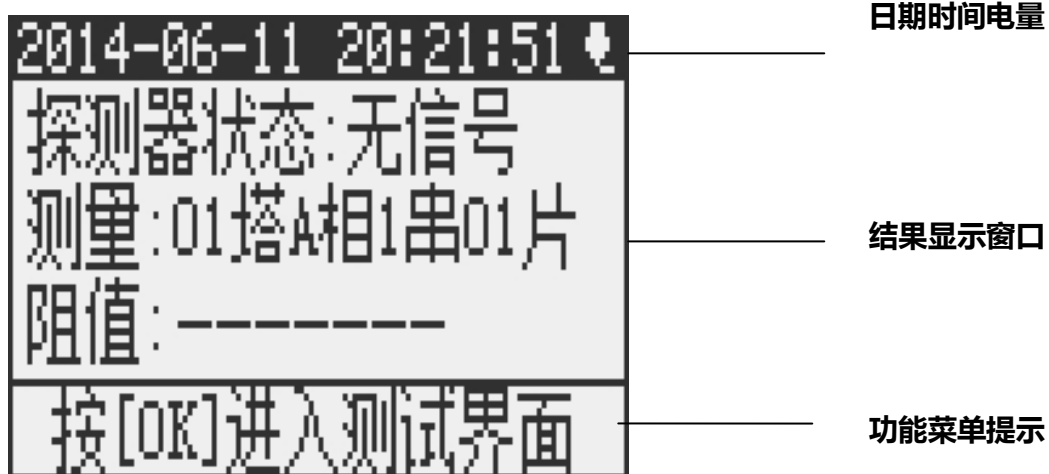 日期时间电量
2014-06-11 20:21:51
探测器状态:无信号
测量:01塔A相1串01片
结果显示窗口
阻值:-------
按[OK]进入测试界面
功能菜单提示